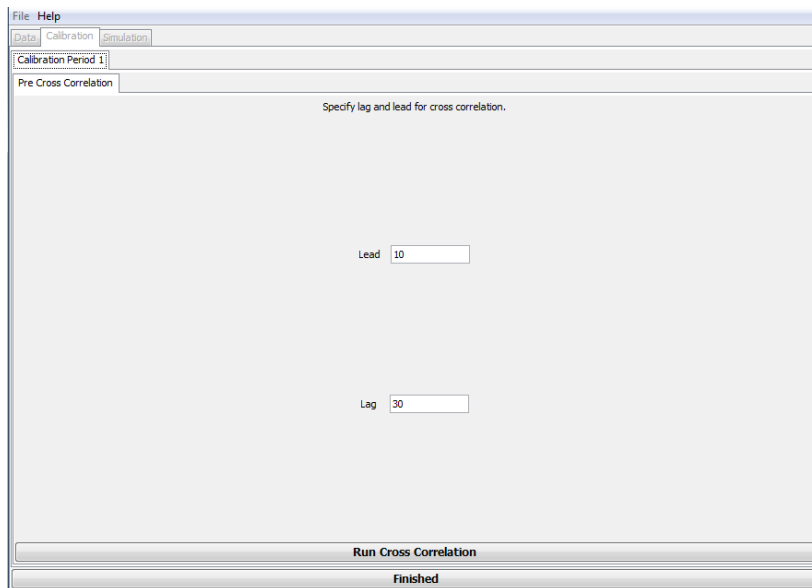 File Help
Data Calibration Simulation
Calibration Period 1
Pre Cross Correlation
Specify lag and lead for cross correlation.
Lead 10
Lag 30
Run Cross Correlation
Finished